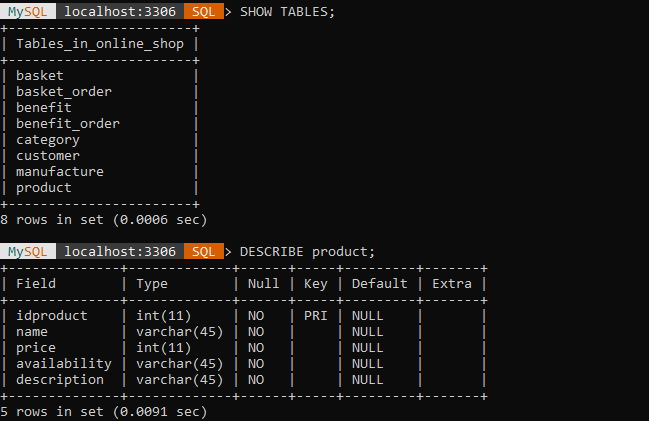 MySQL localhost:3306 SQL > SHOW TABLES;
+-----------------------+
| Tables_in_online_shop |
+-----------------------+
| basket                |
| basket_order          |
| benefit               |
| benefit_order         |
| category              |
| customer              |
| manufacture           |
| product               |
+-----------------------+
8 rows in set (0.0006 sec)
MySQL localhost:3306 SQL > DESCRIBE product;
+--------------+-------------+------+-----+---------+-------+
| Field        | Type        | Null | Key | Default | Extra |
+--------------+-------------+------+-----+---------+-------+
| idproduct    | int(11)     | NO   | PRI | NULL    |       |
| name         | varchar(45) | NO   |     | NULL    |       |
| price        | int(11)     | NO   |     | NULL    |       |
| availability | varchar(45) | NO   |     | NULL    |       |
| description  | varchar(45) | NO   |     | NULL    |       |
+--------------+-------------+------+-----+---------+-------+
5 rows in set (0.0091 sec)